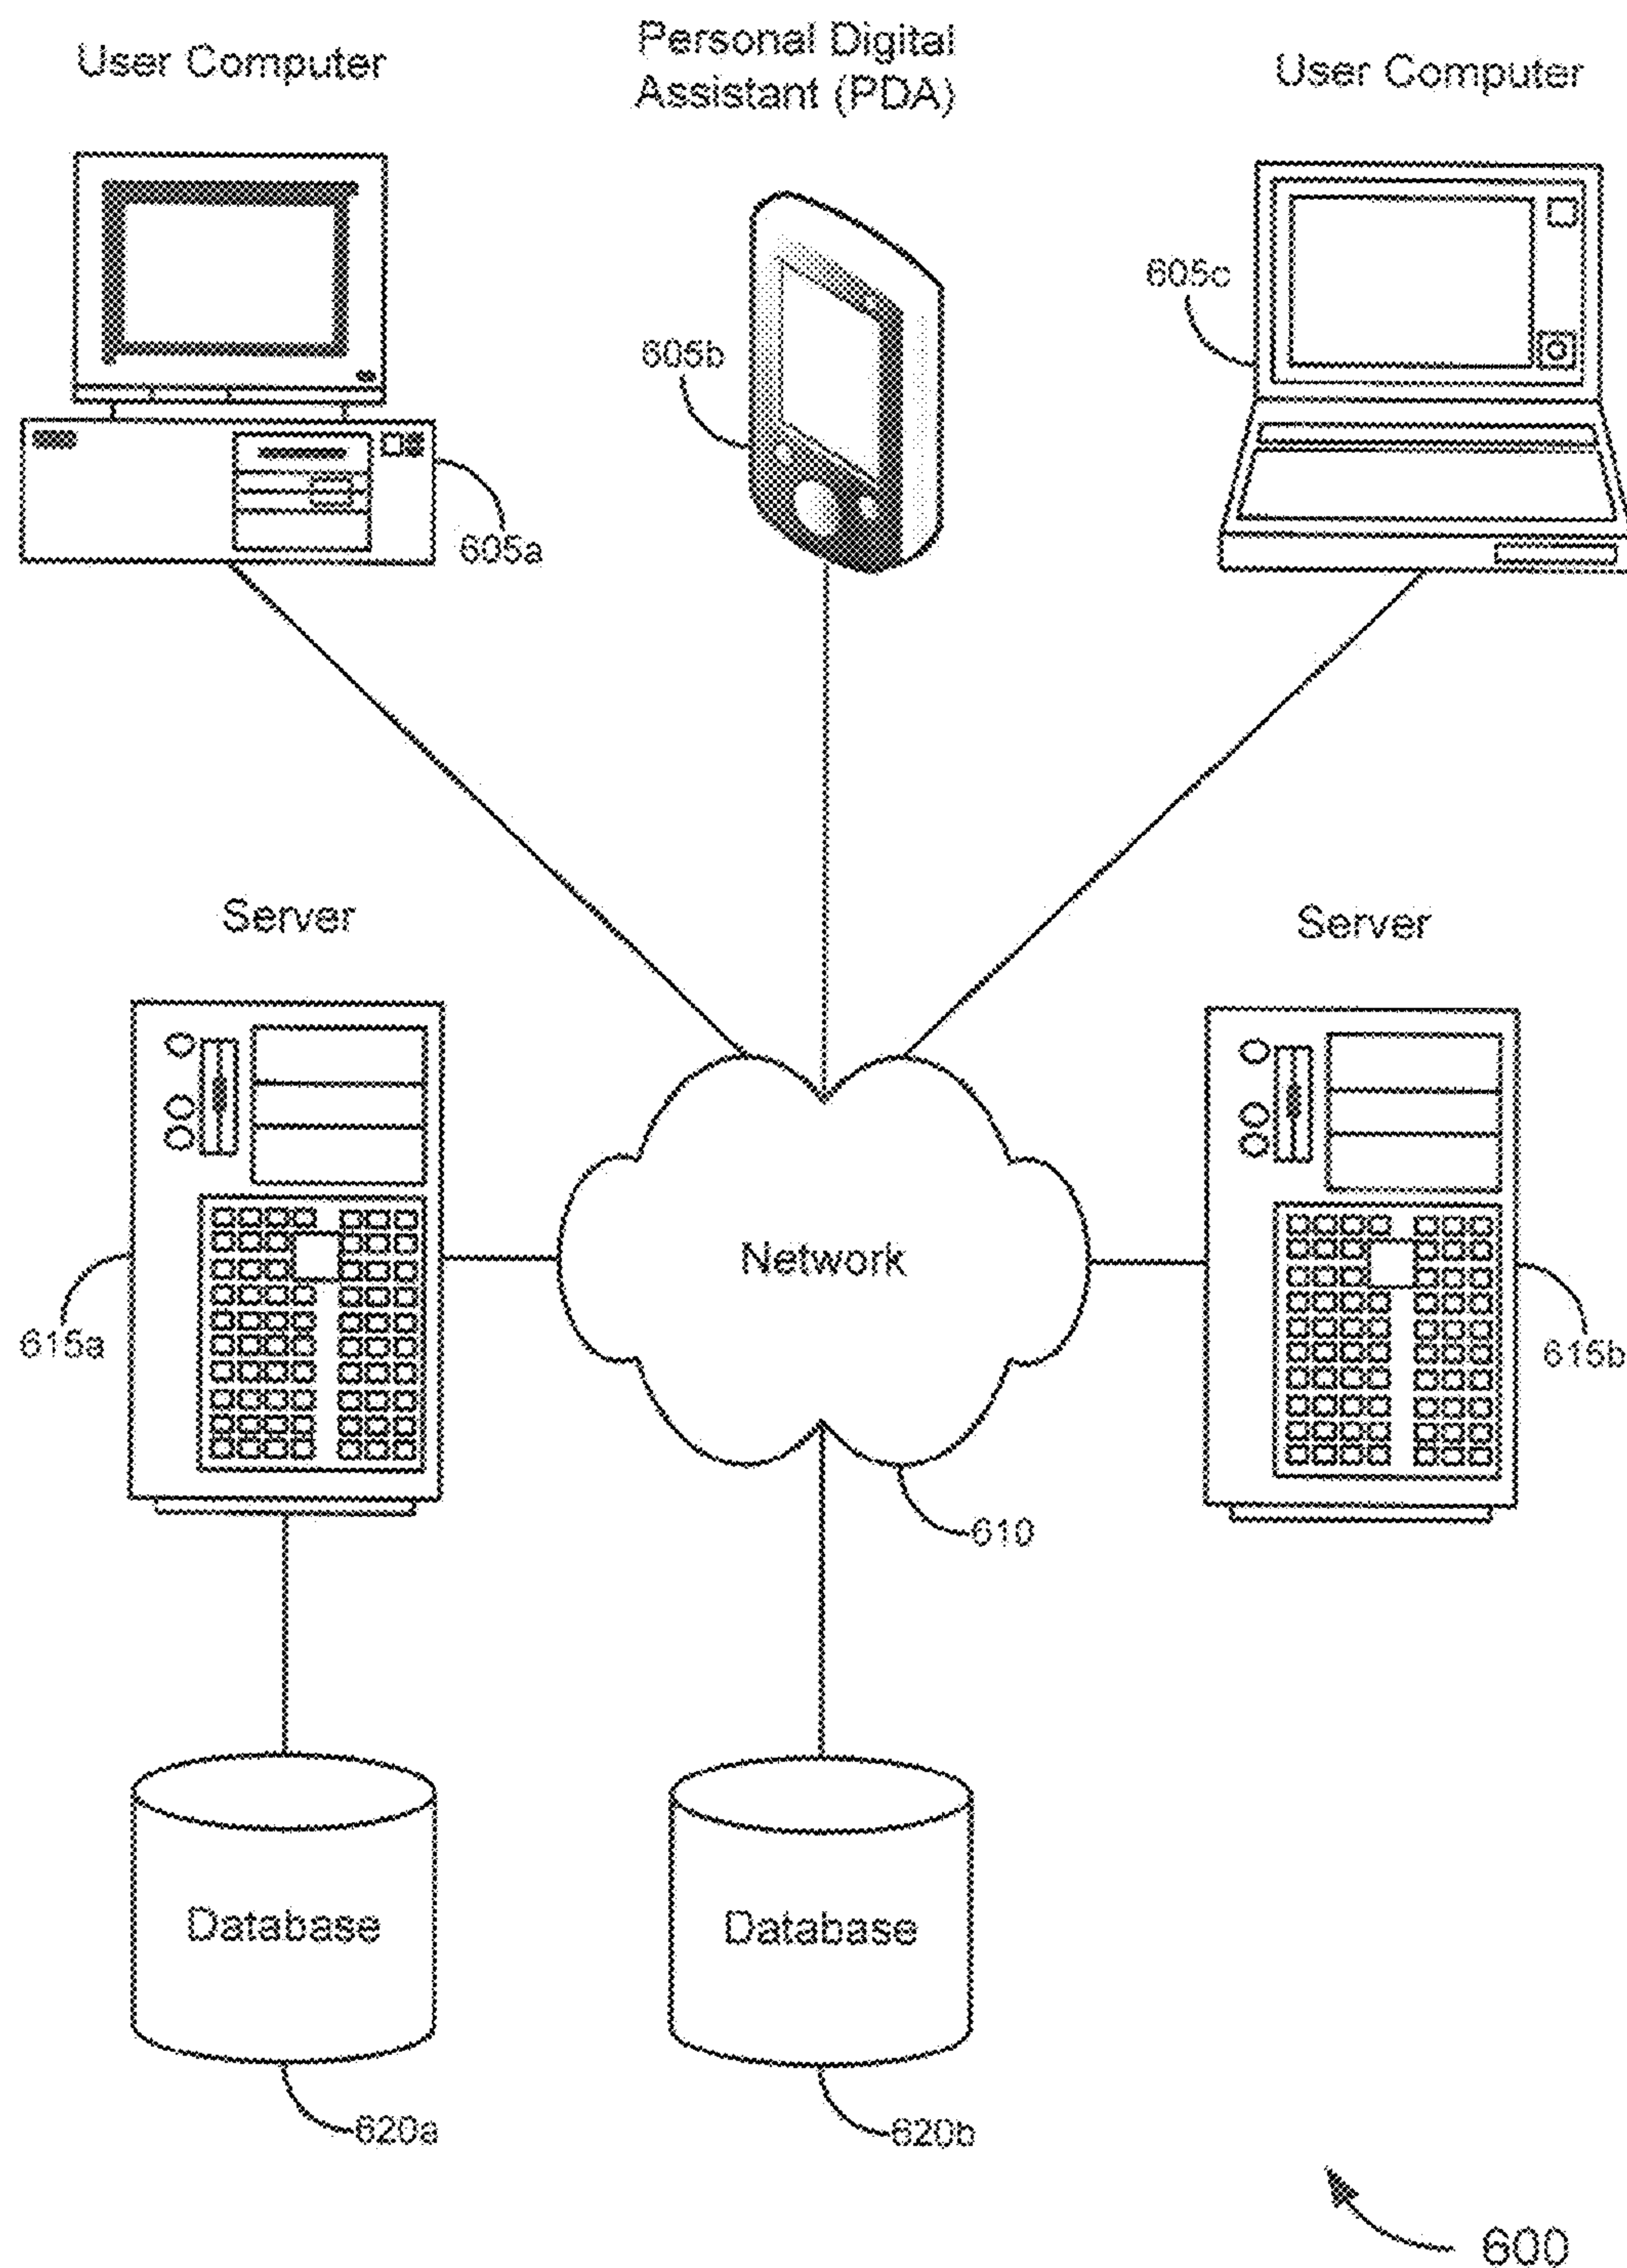 User Computer
Personal Digital
Assistant (PDA)
User Computer
605a
605b
605c
Server
Server
Network
615a
615b
610
Database
Database
620a
620b
600